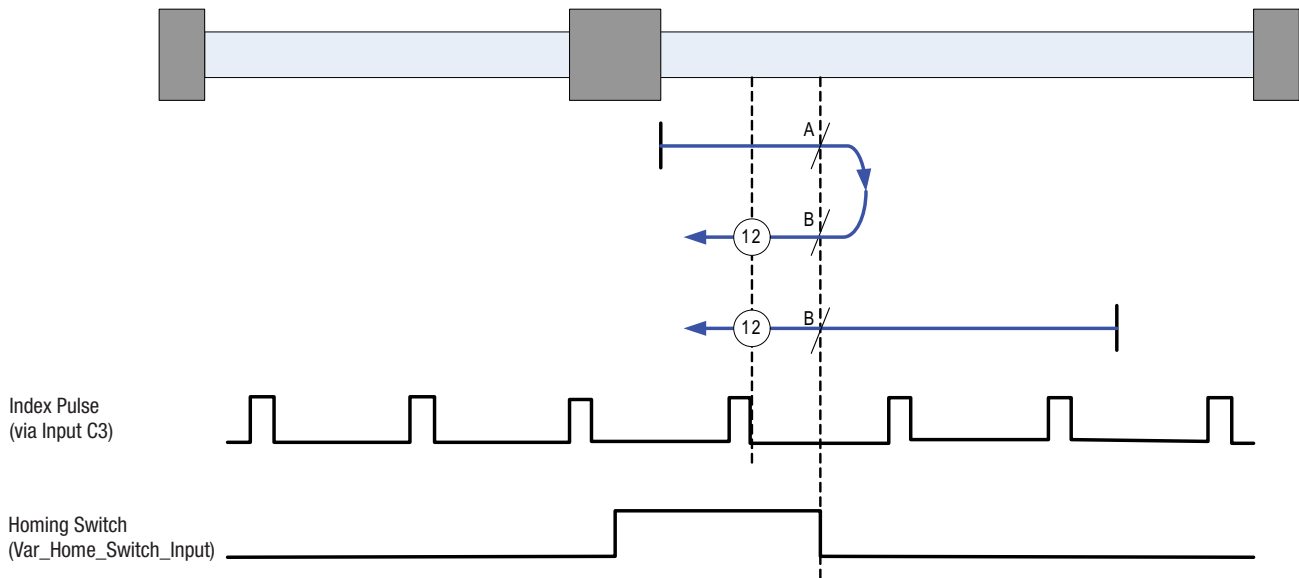 A
B
12
B
12
Index Pulse
(via Input C3)
Homing Switch
(Var_Home_Switch_Input)